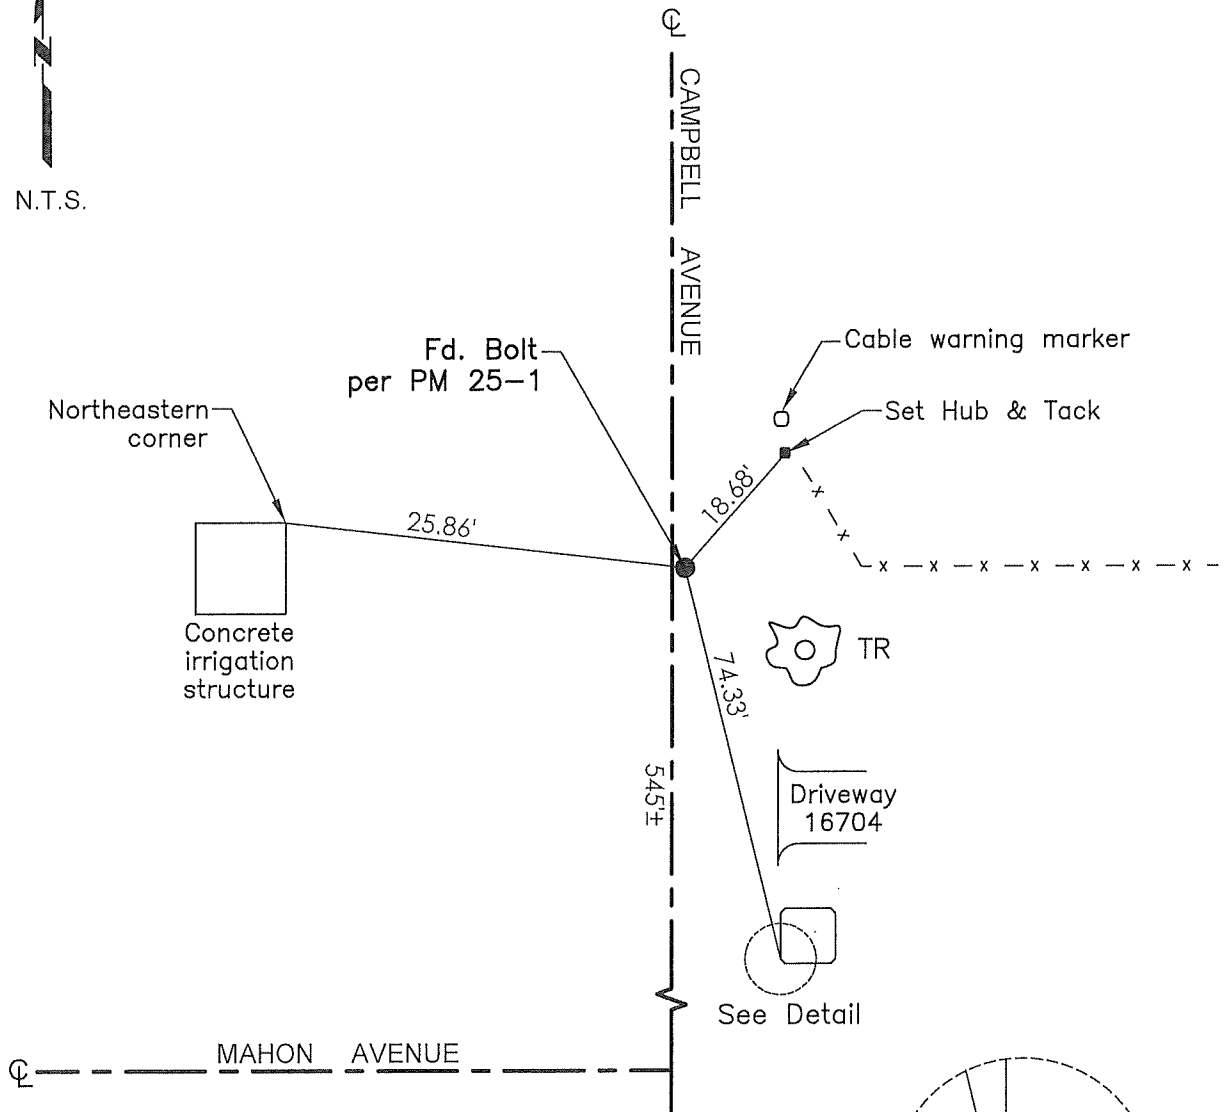 N
N.T.S.
℄
CAMPBELL AVENUE
Fd. Bolt
per PM 25-1
Cable warning marker
Set Hub & Tack
Northeastern
corner
25.86'
18.68'
x x
x x x x x x x
Concrete
irrigation
structure
TR
74.33'
545'±
Driveway
16704
See Detail
℄
MAHON AVENUE